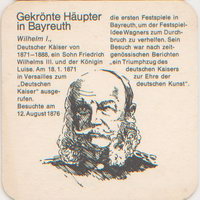 Gekrönte Häupter
in Bayreuth
Wilhelm I.,
Deutscher Kaiser von
1871–1888, ein Sohn Friedrich
Wilhelms III. und der Königin
Luise. Am 18. 1. 1871
in Versailles zum
„Deutschen
Kaiser" ausge-
rufen.
Besuchte am
12. August 1876
die ersten Festspiele in
Bayreuth, um der Festspiel-
Idee Wagners zum Durch-
bruch zu verhelfen. Sein
Besuch war nach zeit-
genössischen Berichten
„ein Triumphzug des
deutschen Kaisers
zur Ehre der
deutschen Kunst".